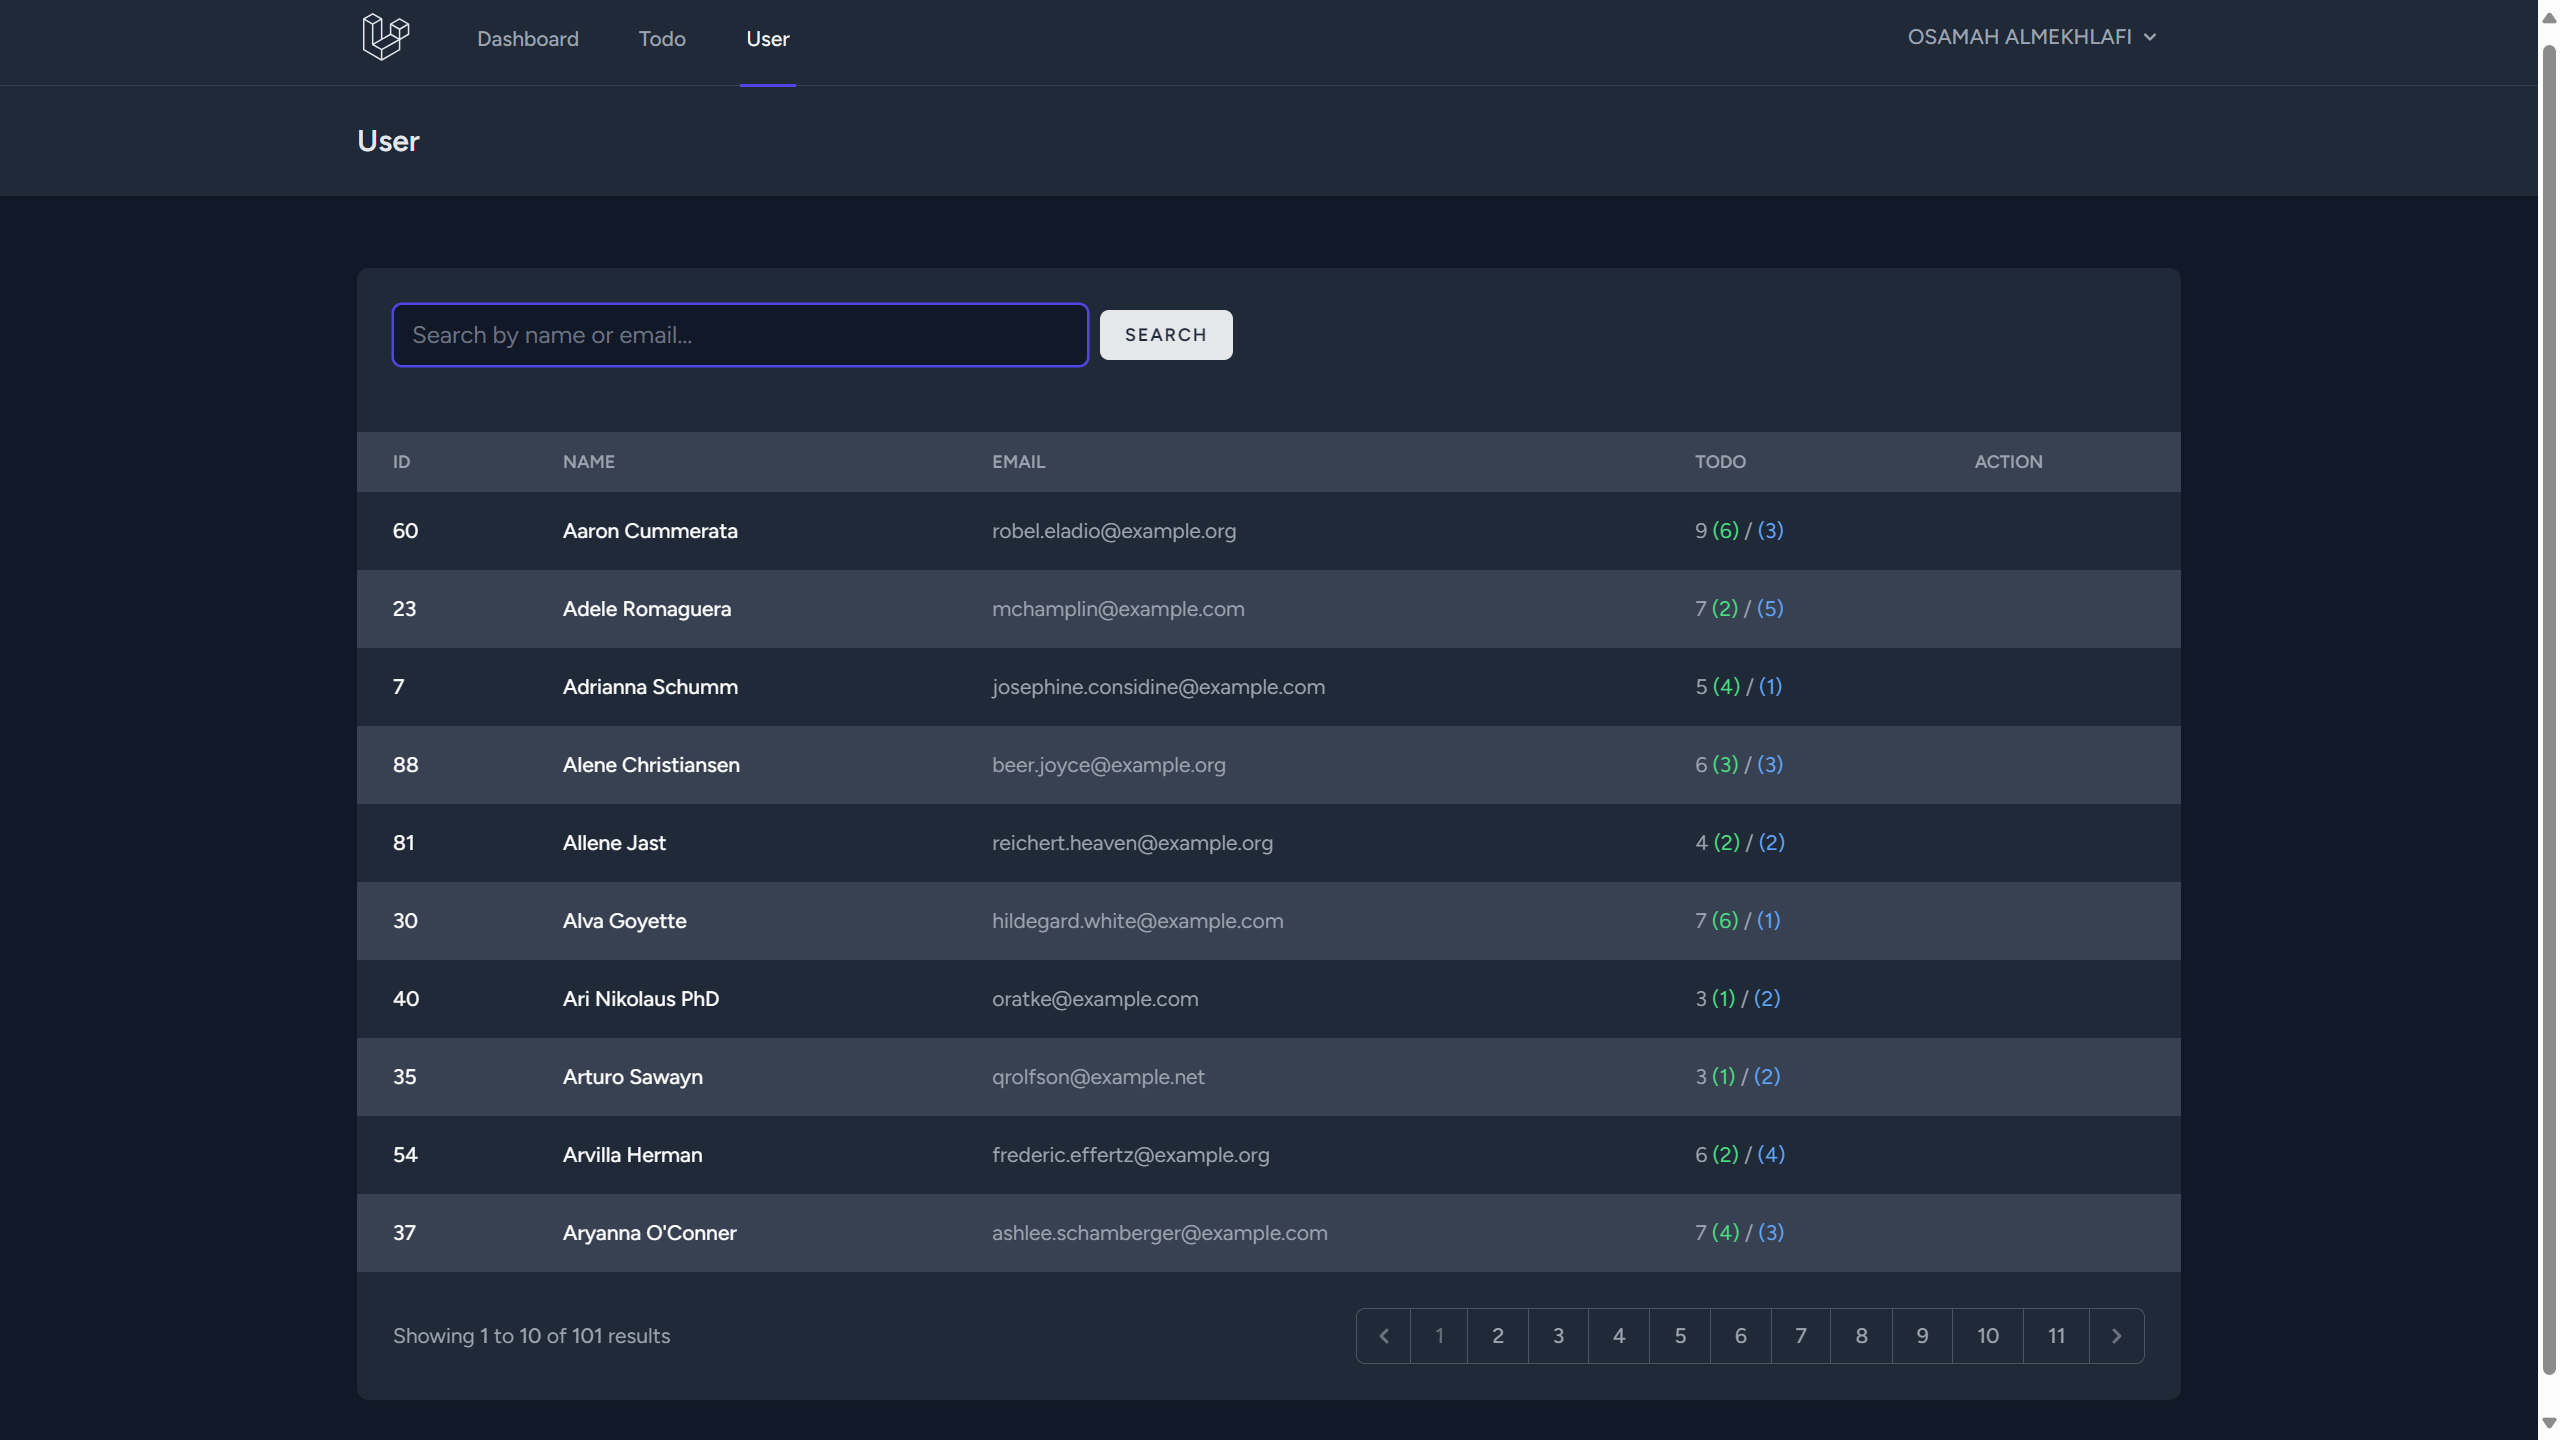 Dashboard Todo User OSAMAH ALMEKHLAFI
User
Search by name or email... SEARCH
ID NAME EMAIL TODO ACTION
60 Aaron Cummerata robel.eladio@example.org 9 (6) / (3)
23 Adele Romaguera mchamplin@example.com 7 (2) / (5)
7 Adrianna Schumm josephine.considine@example.com 5 (4) / (1)
88 Alene Christiansen beer.joyce@example.org 6 (3) / (3)
81 Allene Jast reichert.heaven@example.org 4 (2) / (2)
30 Alva Goyette hildegard.white@example.com 7 (6) / (1)
40 Ari Nikolaus PhD oratke@example.com 3 (1) / (2)
35 Arturo Sawayn qrolfson@example.net 3 (1) / (2)
54 Arvilla Herman frederic.effertz@example.org 6 (2) / (4)
37 Aryanna O'Conner ashlee.schamberger@example.com 7 (4) / (3)
Showing 1 to 10 of 101 results 1 2 3 4 5 6 7 8 9 10 11